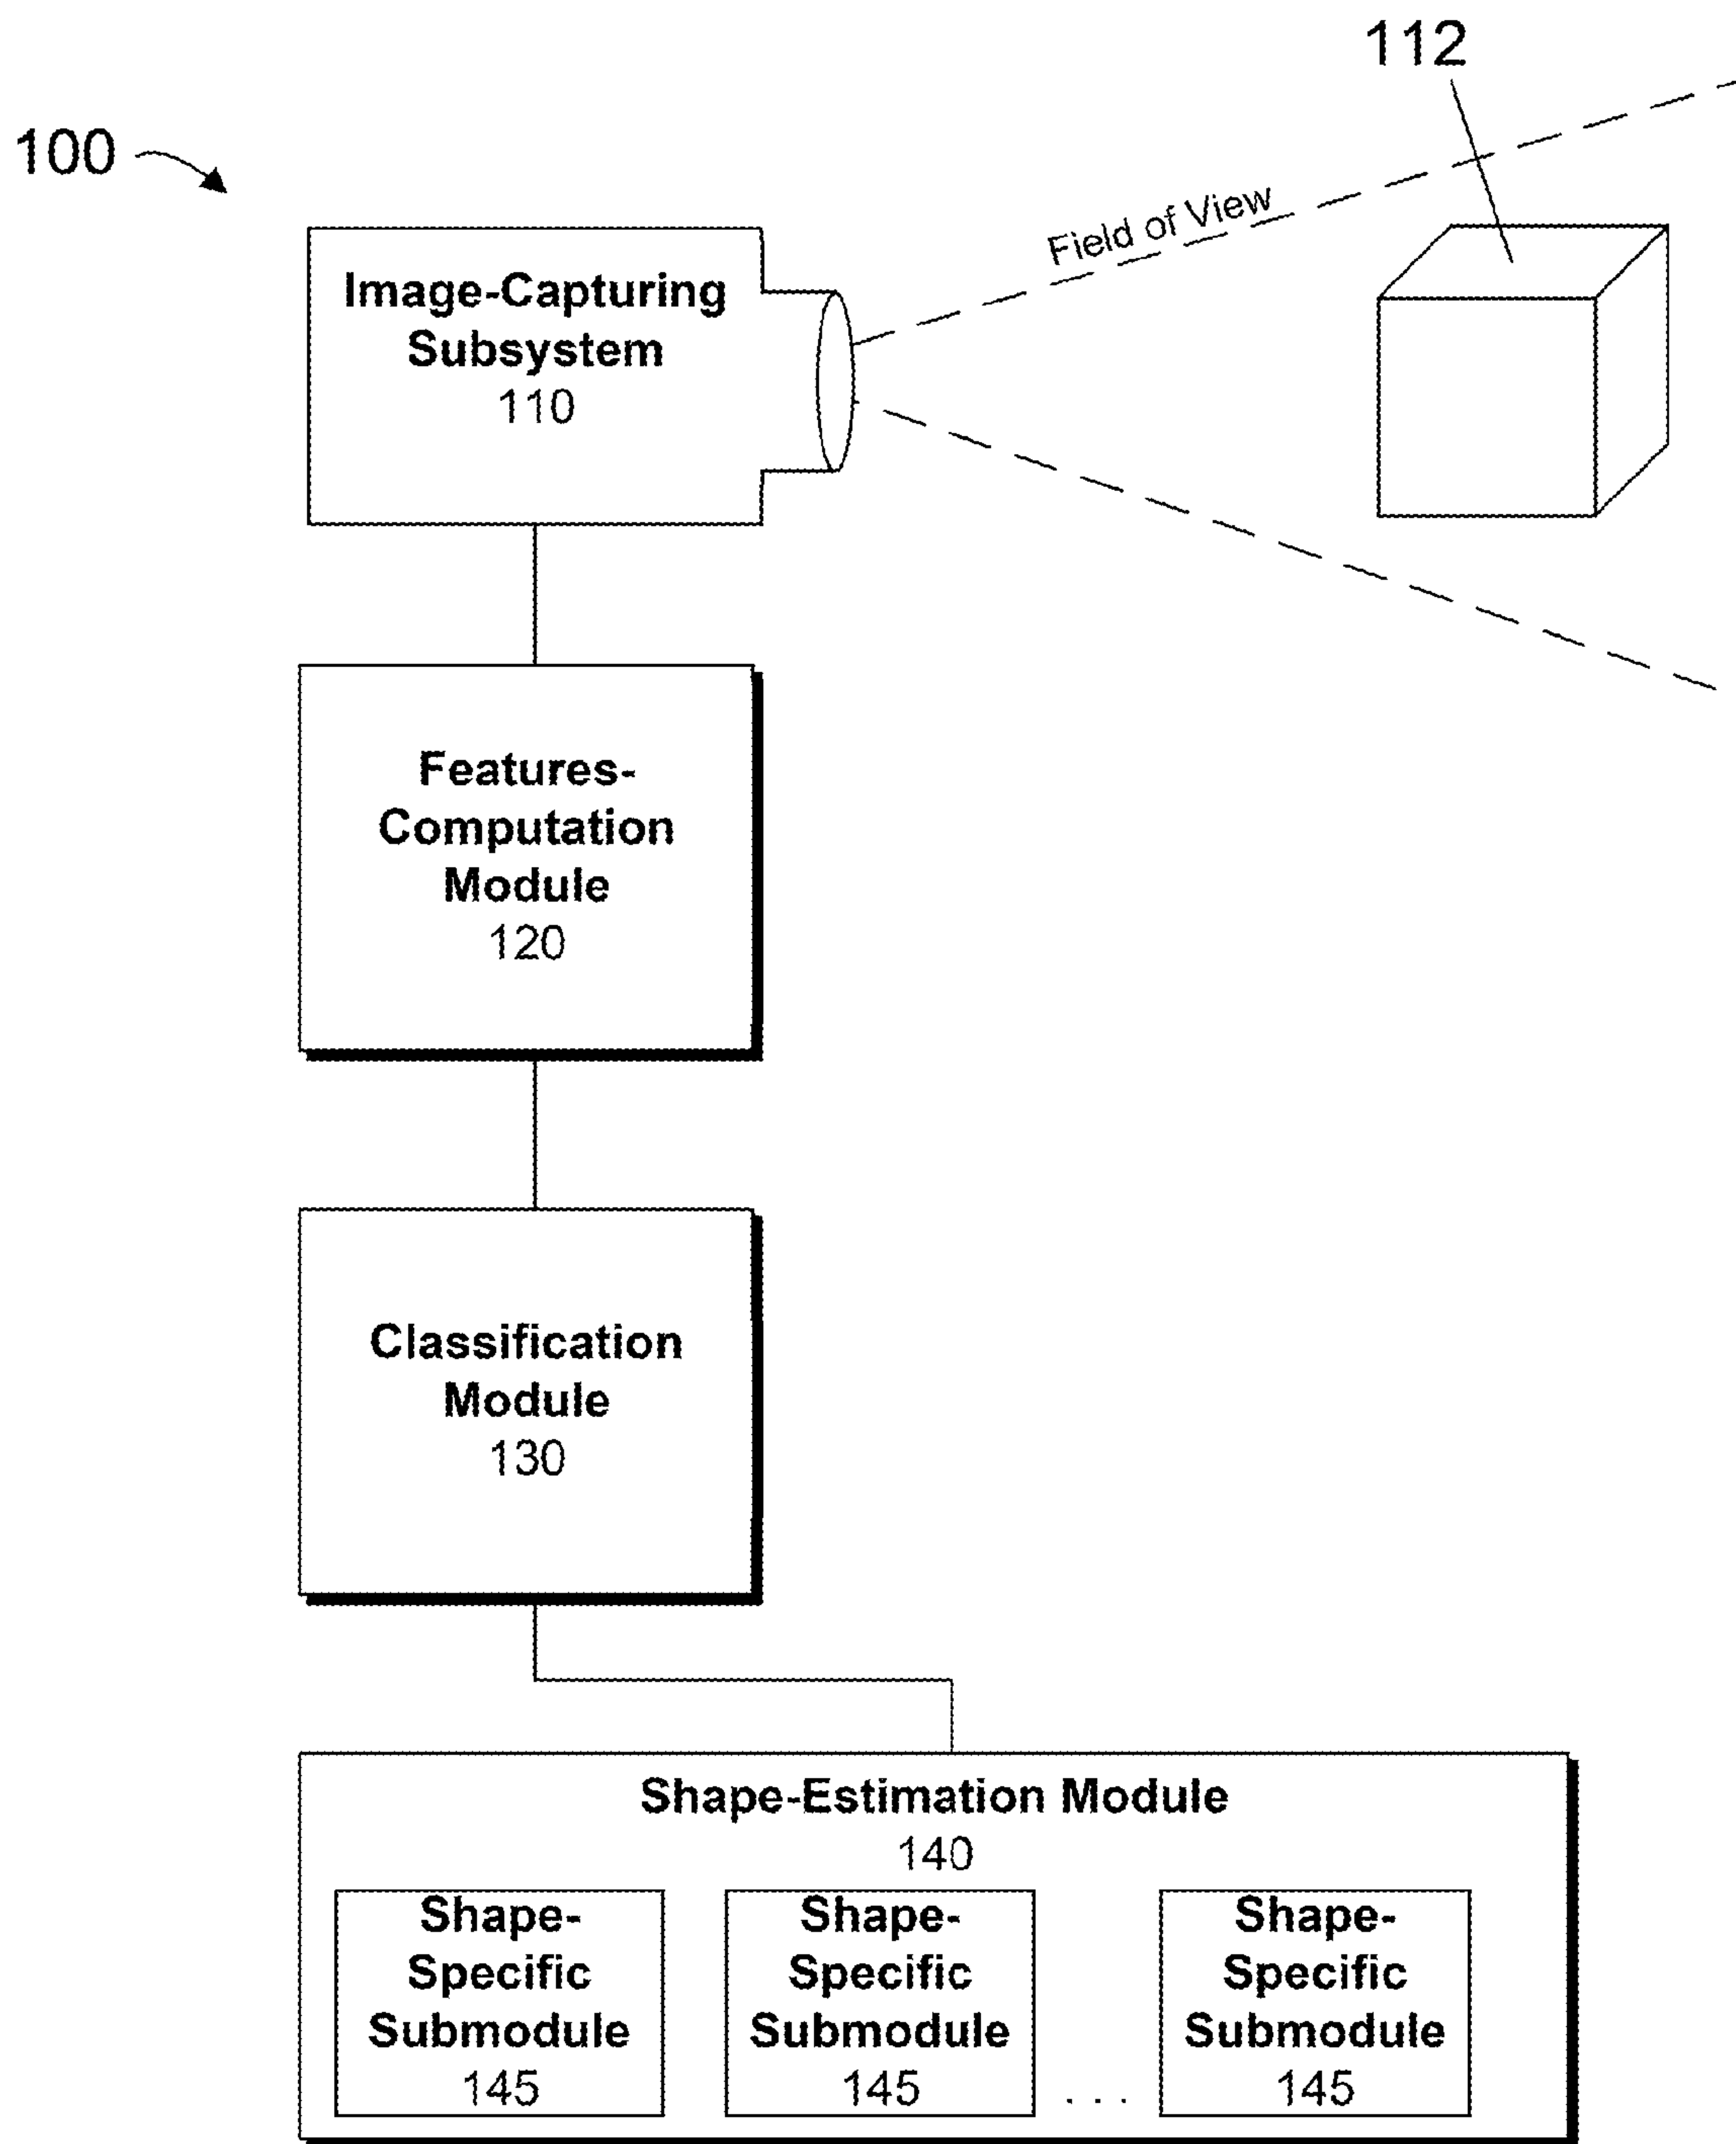 112
100
Field of View
Image-Capturing
Subsystem
110
Features-
Computation
Module
120
Classification
Module
130
Shape-Estimation Module
140
Shape-
Specific
Submodule
145
Shape-
Specific
Submodule
145
. . .
Shape-
Specific
Submodule
145